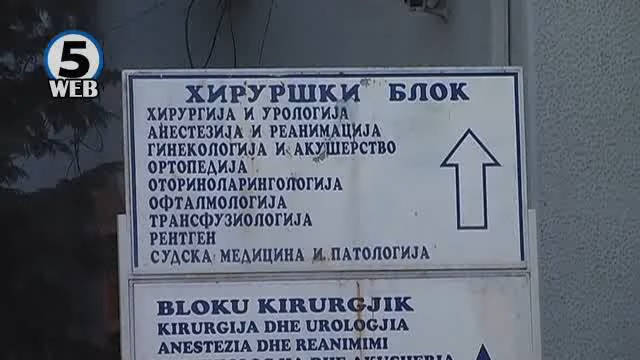 5
WEB
ХИРУРШКИ БЛОК
ХИРУРГИЈА И УРОЛОГИЈА
АНЕСТЕЗИЈА И РЕАНИМАЦИЈА
ГИНЕКОЛОГИЈА И АКУШЕРСТВО
ОРТОПЕДИЈА
ОТОРИНОЛАРИНГОЛОГИЈА
ОФТАЛМОЛОГИЈА
ТРАНСФУЗИОЛОГИЈА
РЕНТГЕН
СУДСКА МЕДИЦИНА И ПАТОЛОГИЈА
BLOKU KIRURGJIK
KIRURGJIA DHE UROLOGJIA
ANESTEZIA DHE REANIMIMI